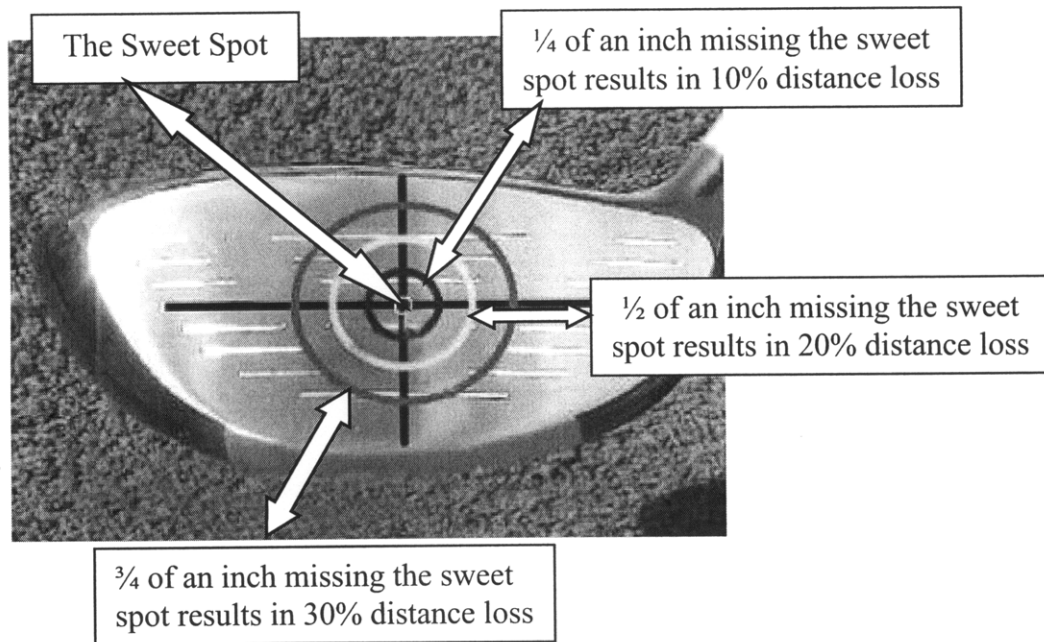 The Sweet Spot
¼ of an inch missing the sweet
spot results in 10% distance loss
½ of an inch missing the sweet
spot results in 20% distance loss
¾ of an inch missing the sweet
spot results in 30% distance loss